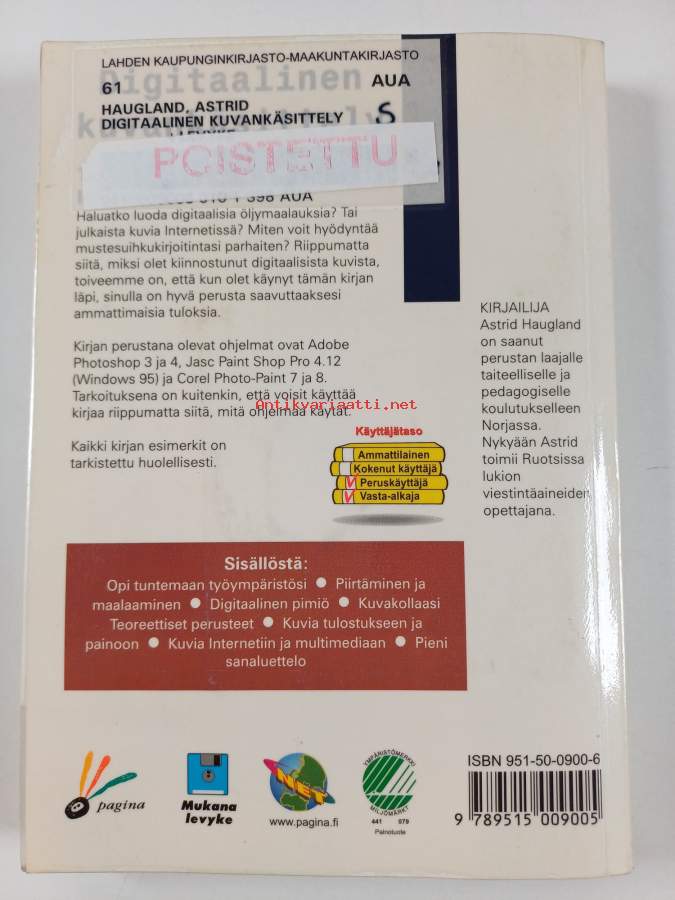 LAHDEN KAUPUNGINKIRJASTO-MAAKUNTAKIRJASTO
61 AUA
HAUGLAND, ASTRID
DIGITAALINEN KUVANKÄSITTELY
S
Digitaalinen
POISTETTU
398 AUA
Haluatko luoda digitaalisia öljymaalauksia? Tai
julkaista kuvia Internetissä? Miten voit hyödyntää
mustesuihkukirjoitintasi parhaiten? Riippumatta
siitä, miksi olet kiinnostunut digitaalisista kuvista,
toiveemme on, että kun olet käynyt tämän kirjan
läpi, sinulla on hyvä perusta saavuttaaksesi
ammattimaisia tuloksia.
Kirjan perustana olevat ohjelmat ovat Adobe
Photoshop 3 ja 4, Jasc Paint Shop Pro 4.12
(Windows 95) ja Corel Photo-Paint 7 ja 8.
Tarkoituksena on kuitenkin, että voisit käyttää
kirjaa riippumatta siitä, mitä ohjelmaa käytät.
Antikvariaatti.net
Kaikki kirjan esimerkit on
tarkistettu huolellisesti.
Käyttäjätaso
Ammattilainen
Kokenut käyttäjä
Peruskäyttäjä
Vasta-alkaja
KIRJAILIJA
Astrid Haugland
on saanut
perustan laajalle
taiteelliselle ja
pedagogiselle
koulutukselleen
Norjassa.
Nykyään Astrid
toimii Ruotsissa
lukion
viestintäaineiden
opettajana.
Sisällöstä:
Opi tuntemaan työympäristösi ● Piirtäminen ja
maalaaminen ● Digitaalinen pimiö ● Kuvakollaasi
Teoreettiset perusteet ● Kuvia tulostukseen ja
painoon ● Kuvia Internetiin ja multimediaan ● Pieni
sanaluettelo
pagina
Mukana
levyke
NET
www.pagina.fi
YMPÄRISTÖMERKKI
MILJÖMÄRKT
441 079
Painotuote
ISBN 951-50-0900-6
9 789515 009005